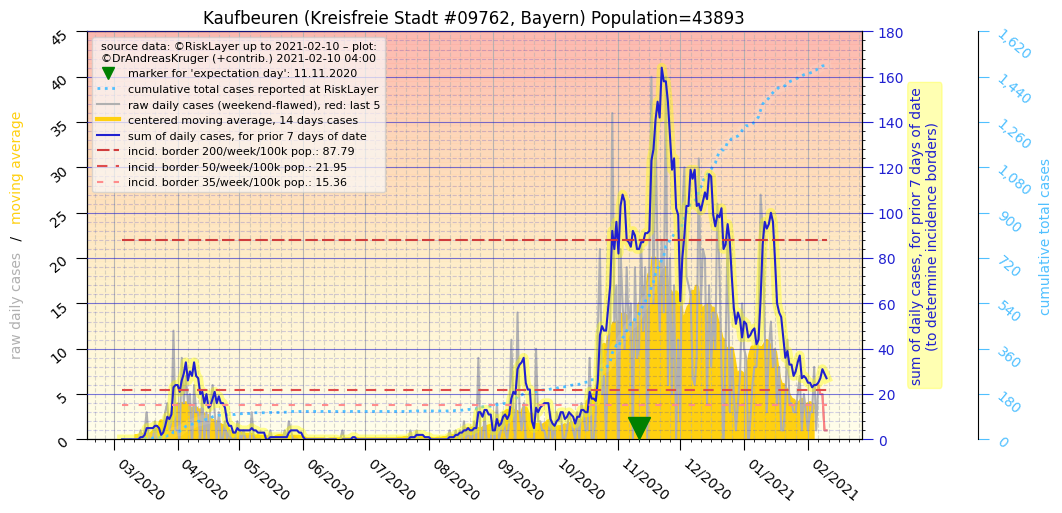 Kaufbeuren (Kreisfreie Stadt #09762, Bayern) Population=43893
source data: ©RiskLayer up to 2021-02-10 – plot:
©DrAndreasKruger (+contrib.) 2021-02-10 04:00
marker for 'expectation day': 11.11.2020
cumulative total cases reported at RiskLayer
raw daily cases (weekend-flawed), red: last 5
centered moving average, 14 days cases
sum of daily cases, for prior 7 days of date
incid. border 200/week/100k pop.: 87.79
incid. border 50/week/100k pop.: 21.95
incid. border 35/week/100k pop.: 15.36
raw daily cases / moving average
45
40
35
30
25
20
15
10
5
0
03/2020
04/2020
05/2020
06/2020
07/2020
08/2020
09/2020
10/2020
11/2020
12/2020
01/2021
02/2021
180
160
140
120
100
80
60
40
20
0
sum of daily cases, for prior 7 days of date
(to determine incidence borders)
1,620
1,440
1,260
1,080
900
720
540
360
180
0
cumulative total cases